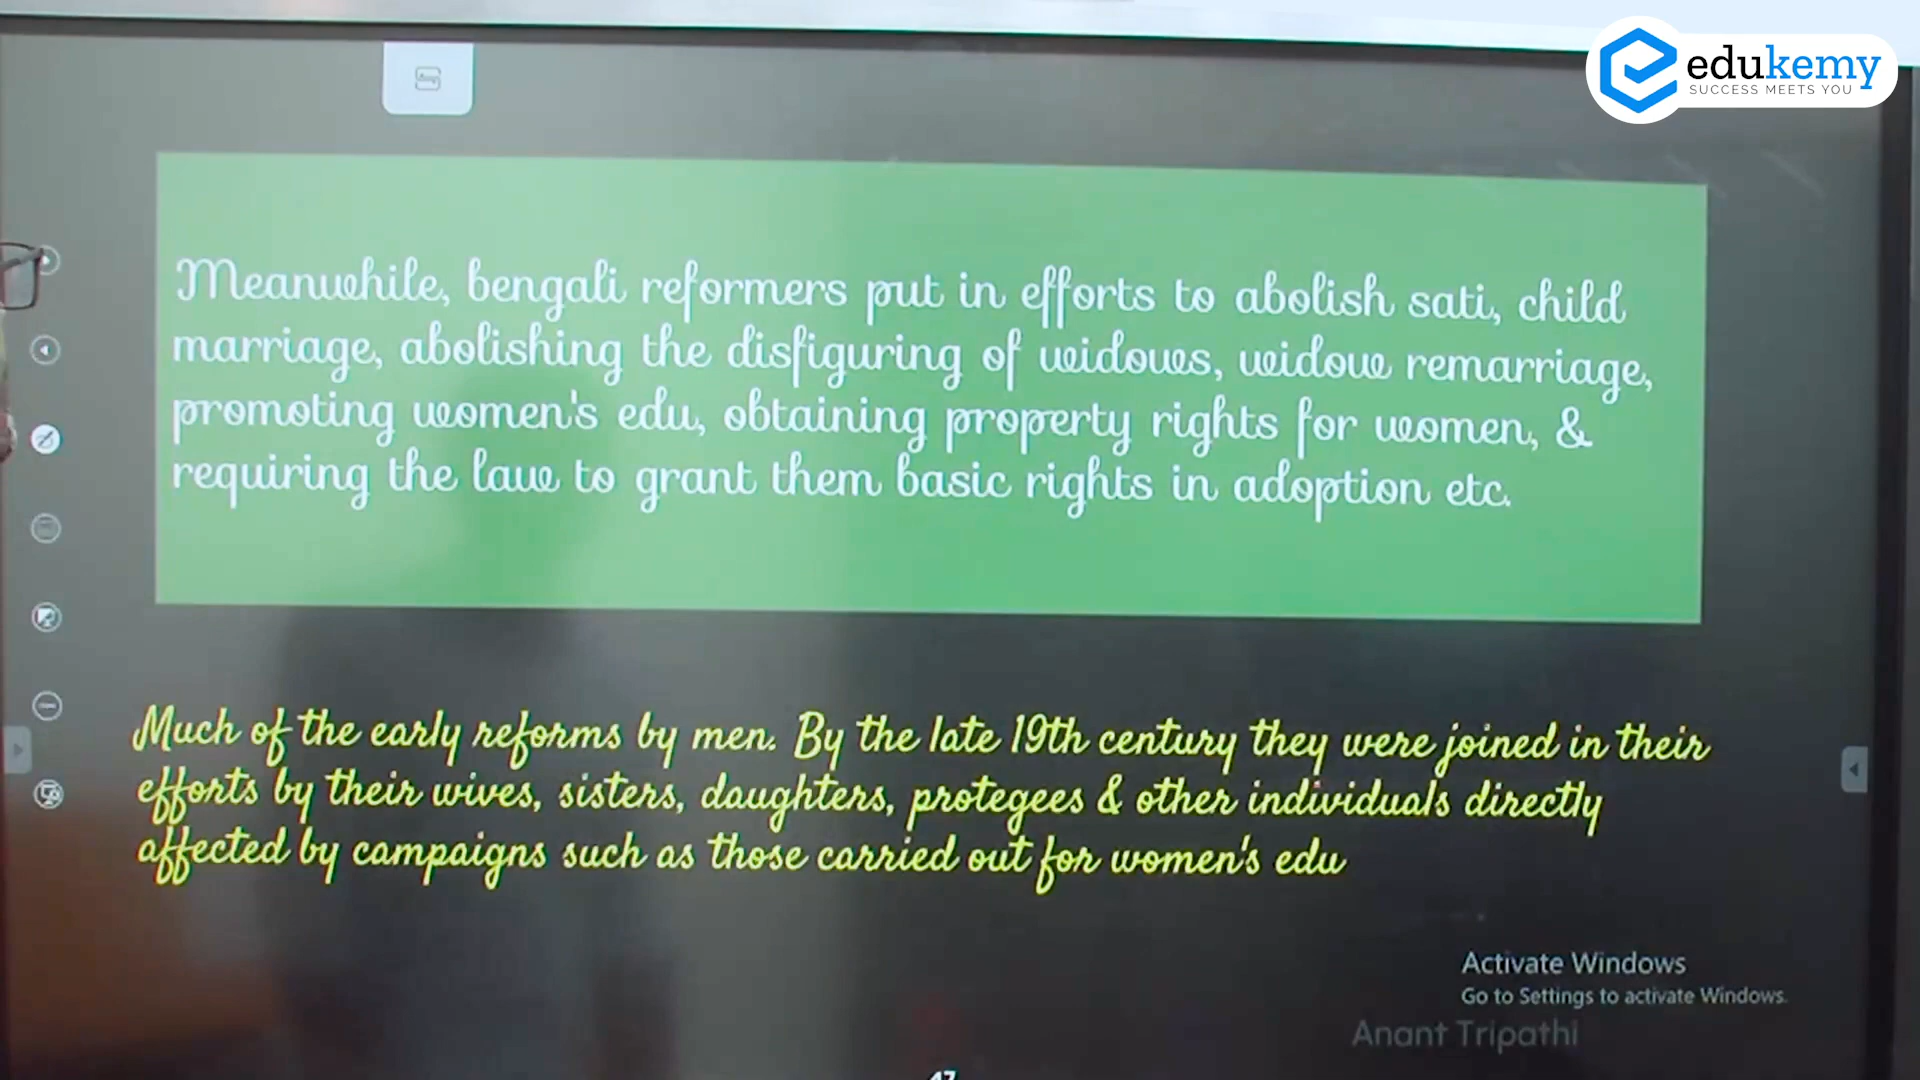 edukemy
SUCCESS MEETS YOU
Meanwhile, bengali reformers put in efforts to abolish sati, child
marriage, abolishing the disfiguring of widows, widow remarriage,
promoting women's edu, obtaining property rights for women, &
requiring the law to grant them basic rights in adoption etc.
Much of the early reforms by men. By the late 19th century they were joined in their
efforts by their wives, sisters, daughters, protegees & other individuals directly
affected by campaigns such as those carried out for women's edu
Activate Windows
Go to Settings to activate Windows.
Anant Tripathi